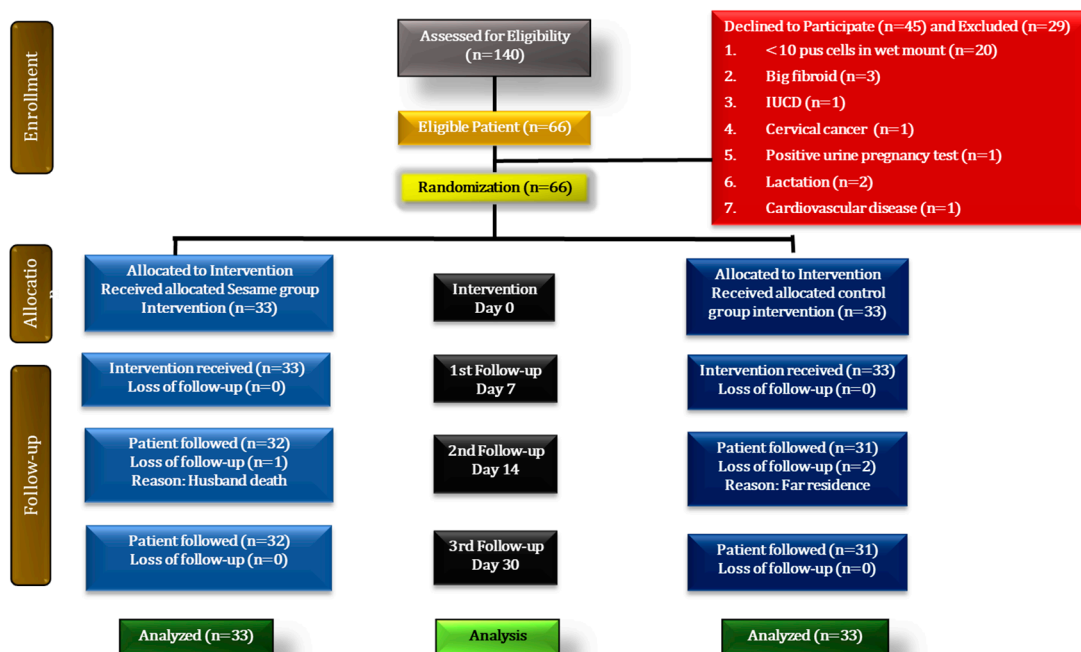 Enrollment
Assessed for Eligibility
(n=140)
Declined to Participate (n=45) and Excluded (n=29)
1. <10 pus cells in wet mount (n=20)
2. Big fibroid (n=3)
3. IUCD (n=1)
4. Cervical cancer (n=1)
5. Positive urine pregnancy test (n=1)
6. Lactation (n=2)
7. Cardiovascular disease (n=1)
Eligible Patient (n=66)
Randomization (n=66)
Allocatio
n
Allocated to Intervention
Received allocated Sesame group
Intervention (n=33)
Intervention
Day 0
Allocated to Intervention
Received allocated control
group intervention (n=33)
Follow-up
Intervention received (n=33)
Loss of follow-up (n=0)
1st Follow-up
Day 7
Intervention received (n=33)
Loss of follow-up (n=0)
Patient followed (n=32)
Loss of follow-up (n=1)
Reason: Husband death
2nd Follow-up
Day 14
Patient followed (n=31)
Loss of follow-up (n=2)
Reason: Far residence
Patient followed (n=32)
Loss of follow-up (n=0)
3rd Follow-up
Day 30
Patient followed (n=31)
Loss of follow-up (n=0)
Analyzed (n=33)
Analysis
Analyzed (n=33)